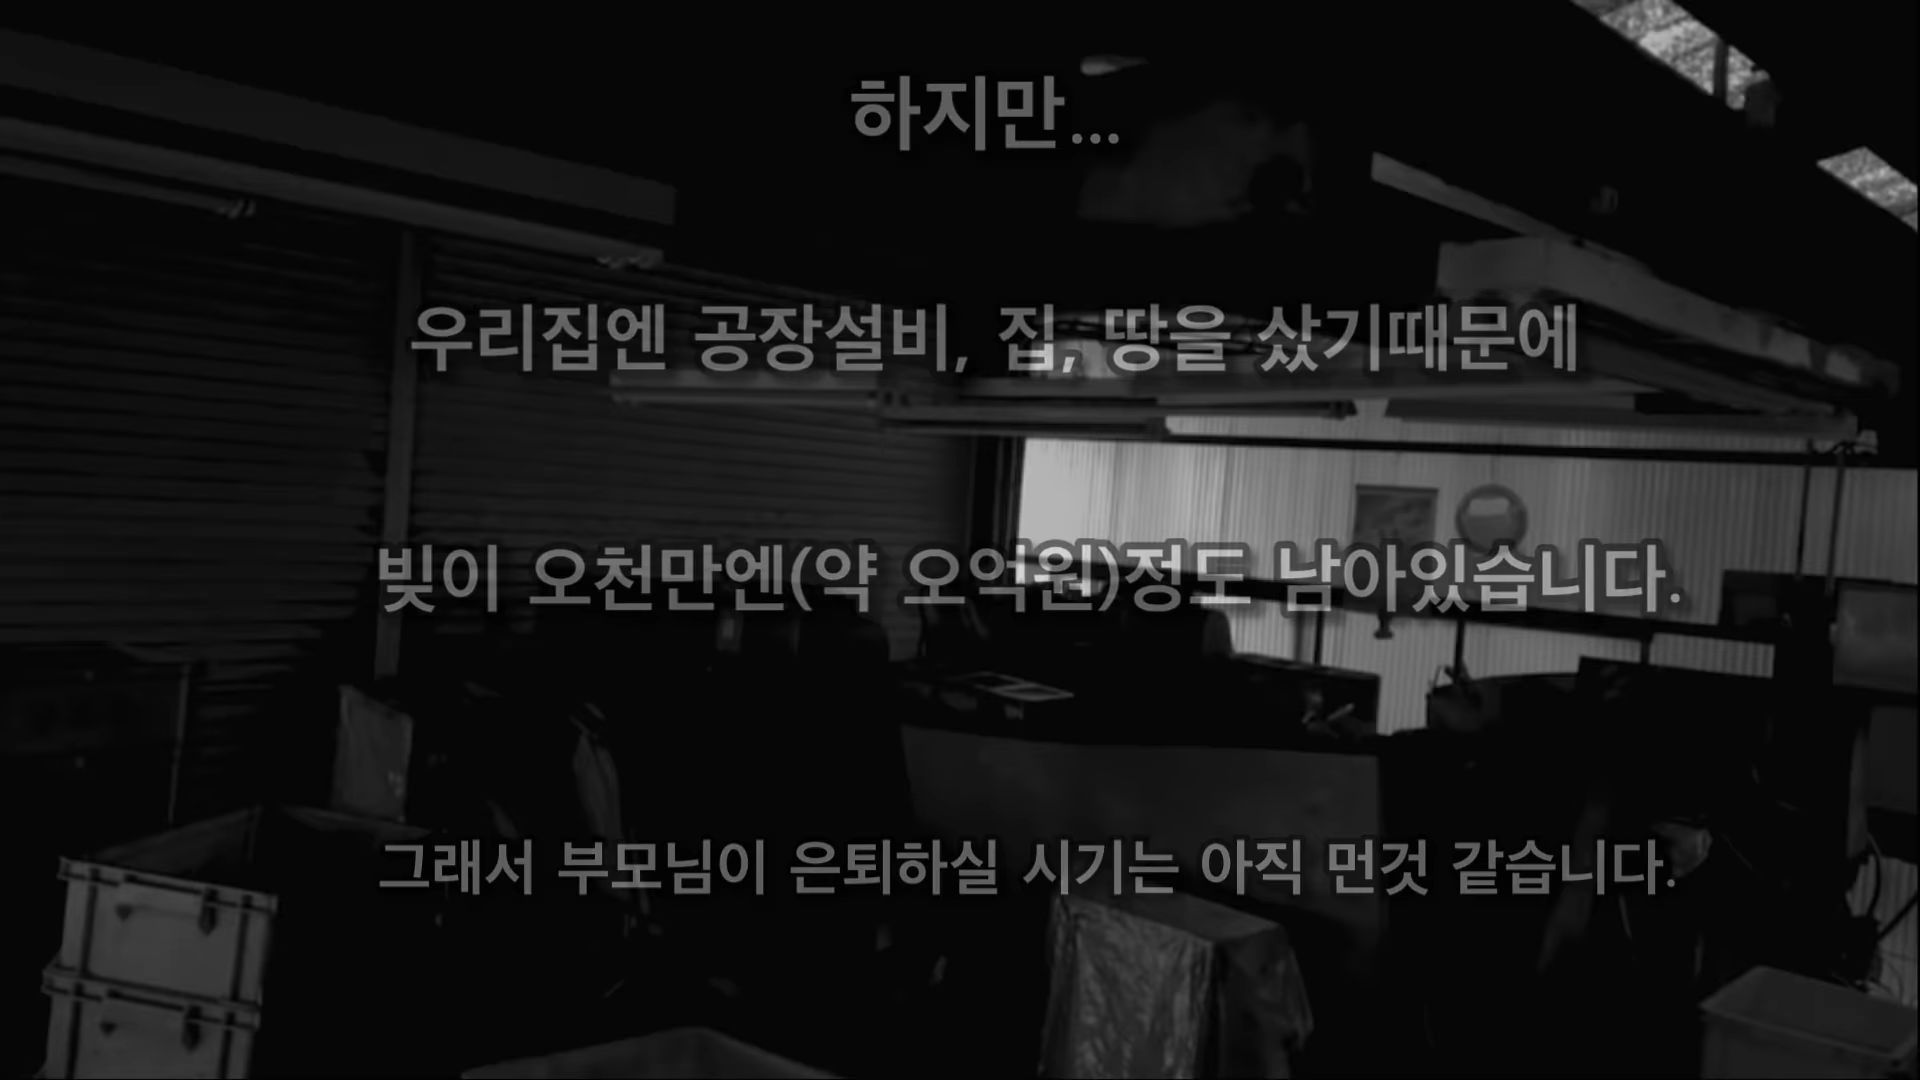 하지만...
우리집엔 공장설비, 집, 땅을 샀기때문에
빚이 오천만엔(약 오억원)정도 남아있습니다.
그래서 부모님이 은퇴하실 시기는 아직 먼것 같습니다.